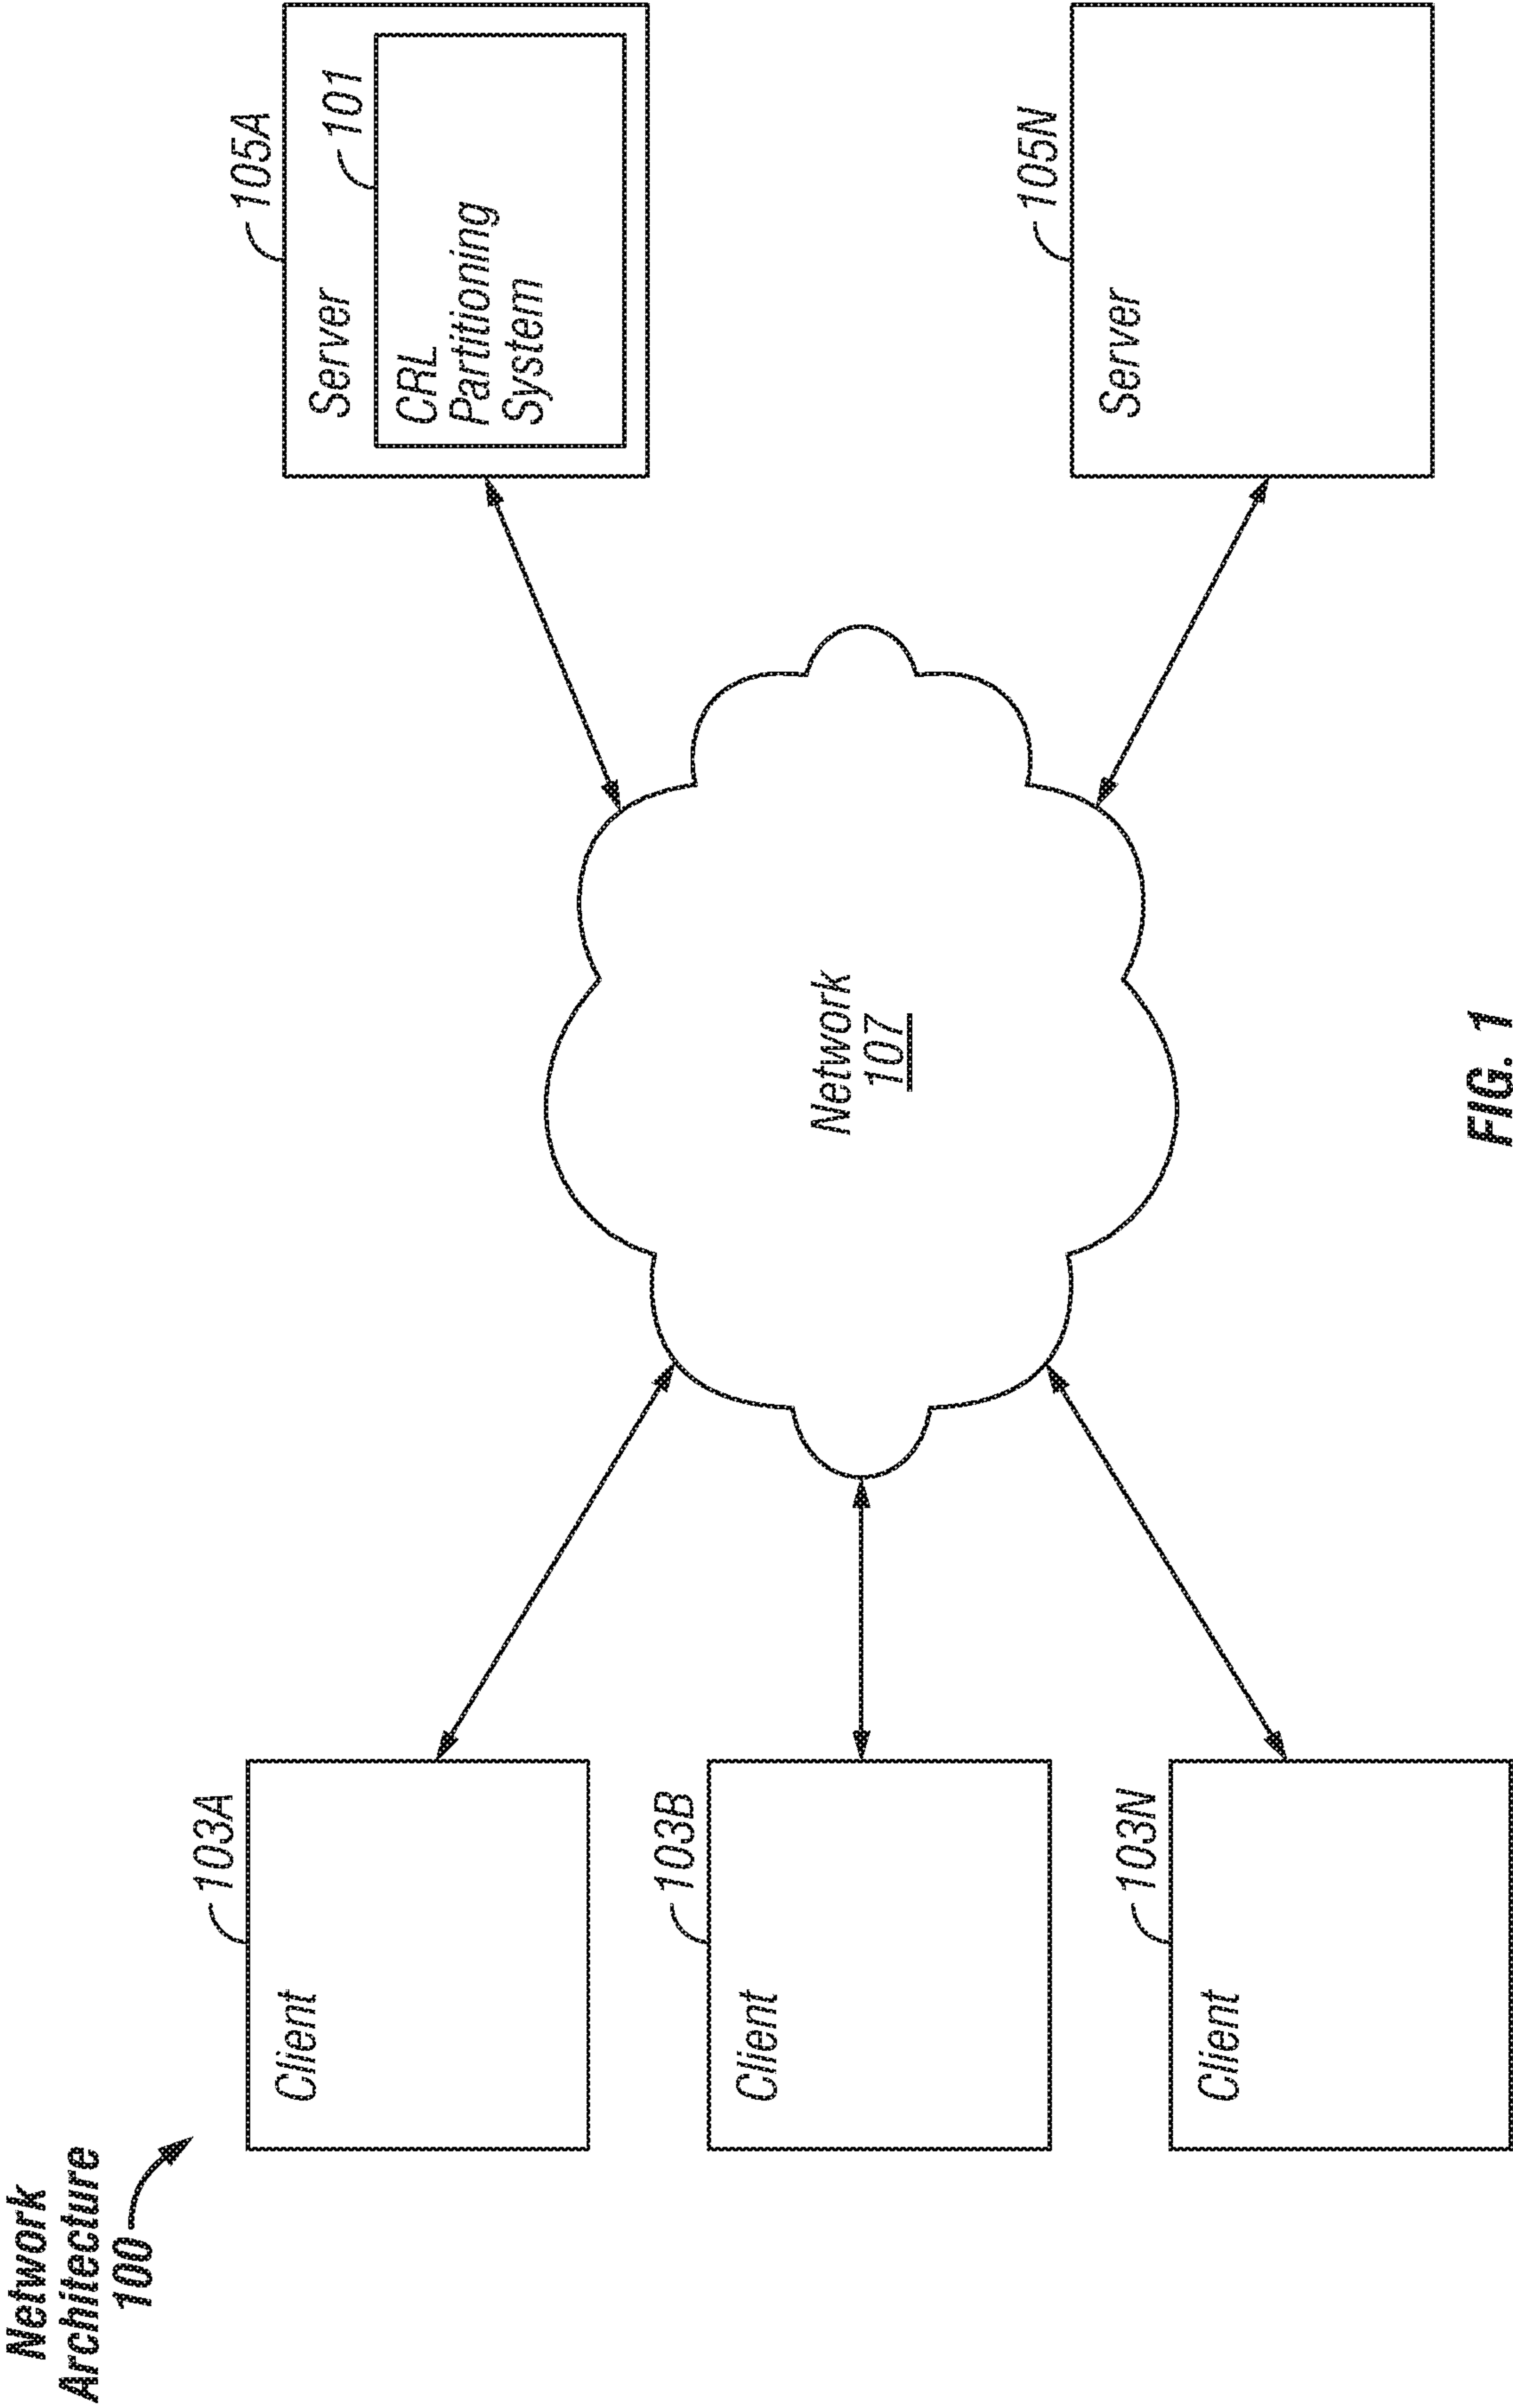 Network
Architecture
100
103A
Client
103B
Client
103N
Client
Network
107
105A
Server
101
CRL
Partitioning
System
105N
Server
FIG. 1